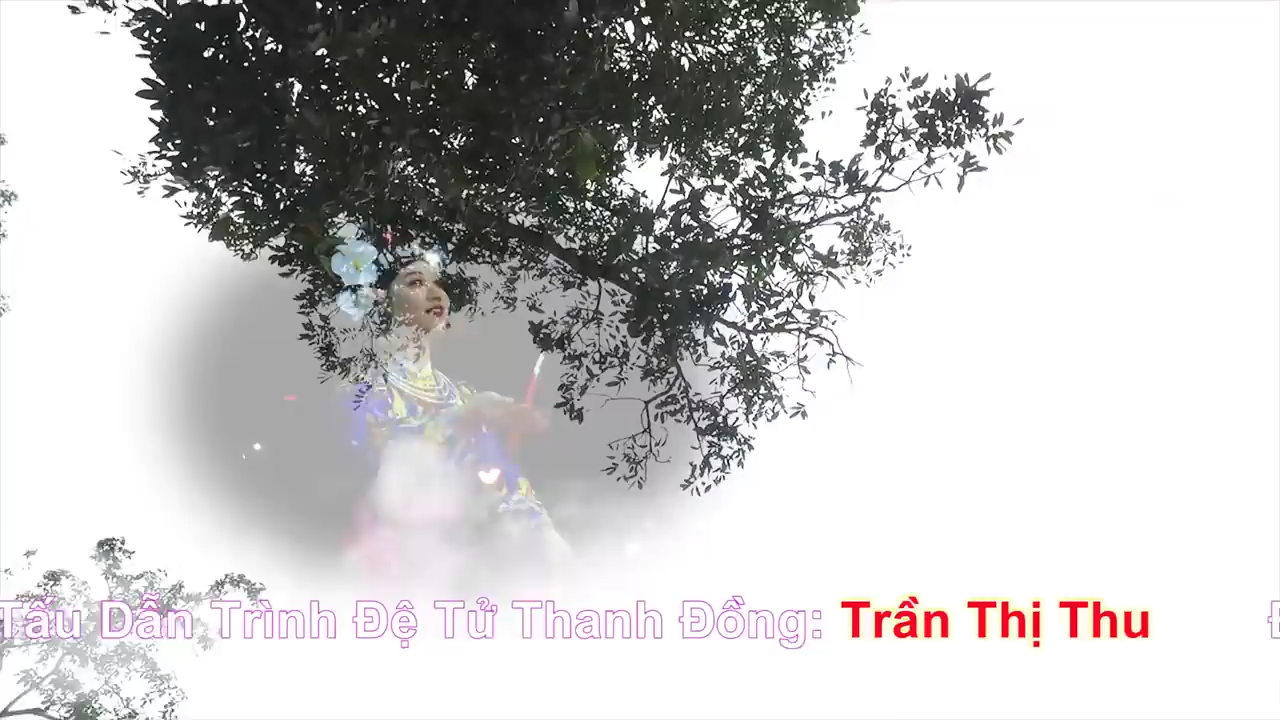 Tấu Dẫn Trình Đệ Tử Thanh Đồng: Trần Thị Thu